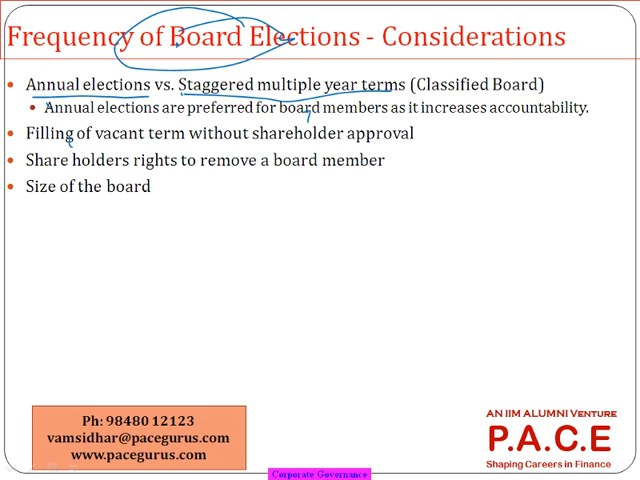 Frequency of Board Elections - Considerations
Annual elections vs. Staggered multiple year terms (Classified Board)
Annual elections are preferred for board members as it increases accountability.
Filling of vacant term without shareholder approval
Share holders rights to remove a board member
Size of the board
Ph: 98480 12123
vamsidhar@pacegurus.com
www.pacegurus.com
AN IIM ALUMNI VENTURE
P.A.C.E
Shaping Careers in Finance
Corporate Governance